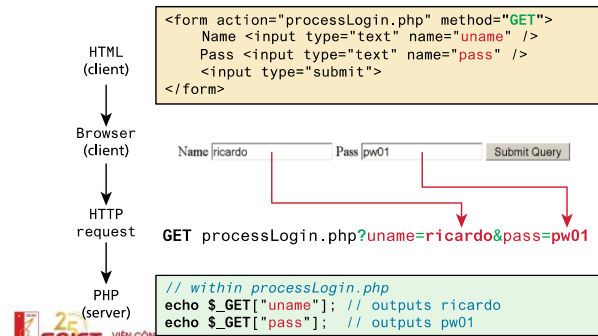 <form action="processLogin.php" method="GET">
Name <input type="text" name="uname" />
Pass <input type="text" name="pass" />
<input type="submit">
</form>
HTML
(client)
Browser
(client)
Name ricardo Pass pw01 Submit Query
HTTP
request
GET processLogin.php?uname=ricardo&pass=pw01
PHP
(server)
// within processLogin.php
echo $_GET["uname"]; // outputs ricardo
echo $_GET["pass"]; // outputs pw01
25
VIỆN CÔN